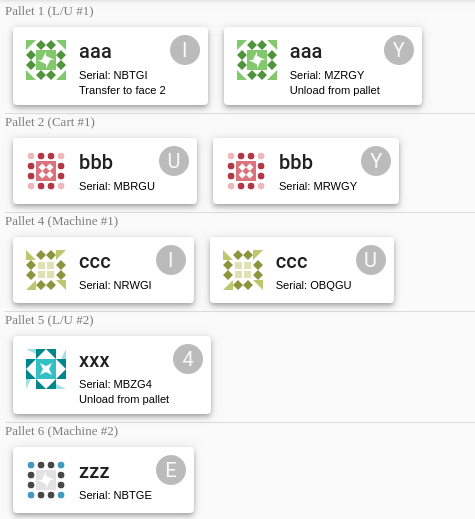 Pallet 1 (L/U #1)
aaa I aaa Y
Serial: NBTGI Serial: MZRGY
Transfer to face 2 Unload from pallet
Pallet 2 (Cart #1)
bbb U bbb Y
Serial: MBRGU Serial: MRWGY
Pallet 4 (Machine #1)
ccc I ccc U
Serial: NRWGI Serial: OBQGU
Pallet 5 (L/U #2)
xxx 4
Serial: MBZG4
Unload from pallet
Pallet 6 (Machine #2)
zzz E
Serial: NBTGE